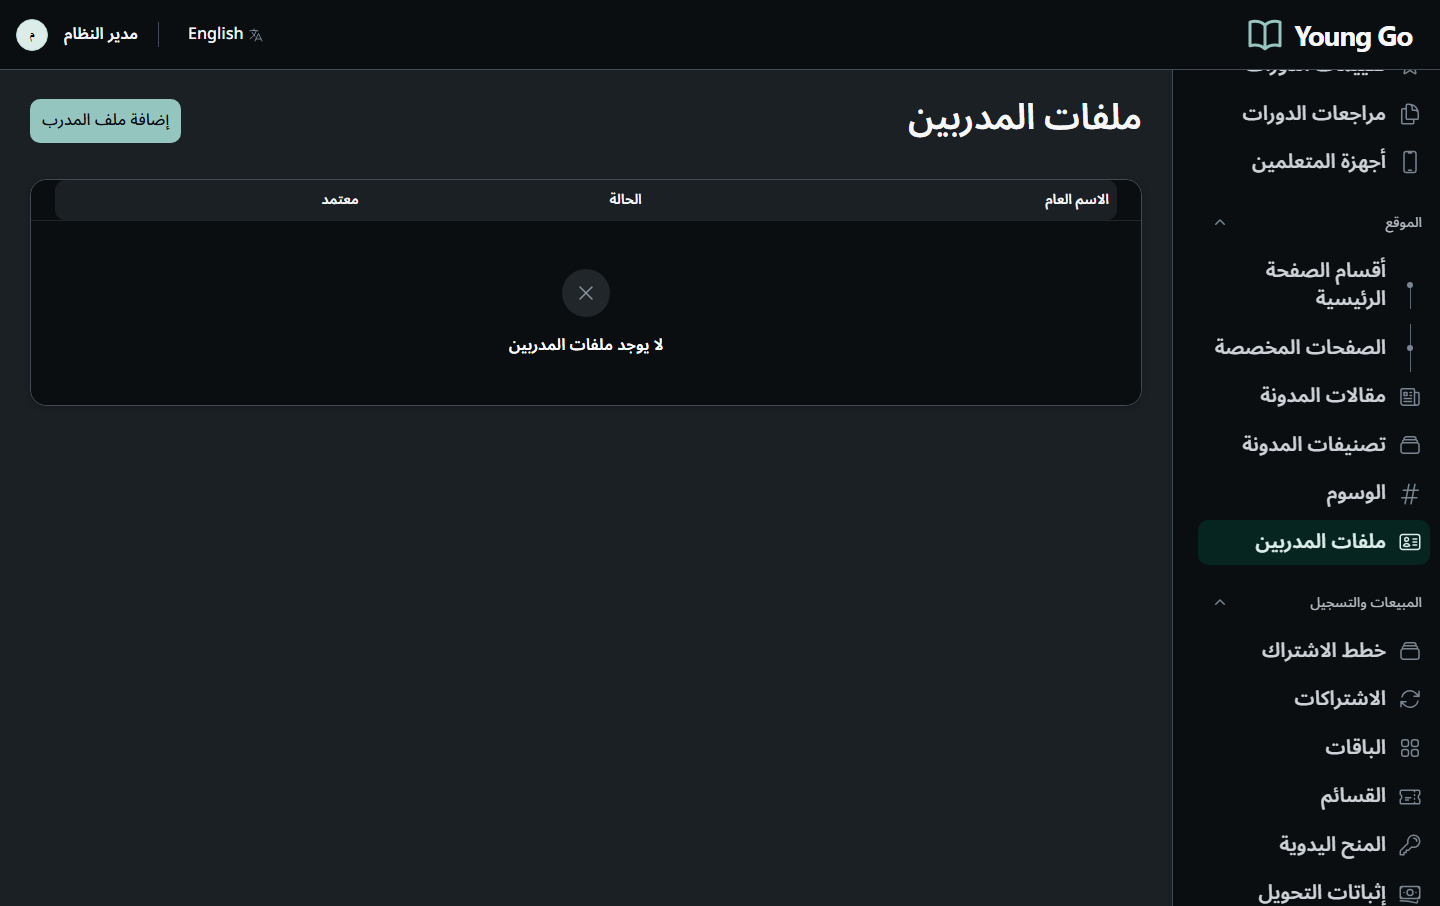 Young Go
English
مدير النظام
م
مراجعات الدورات
أجهزة المتعلمين
الموقع
أقسام الصفحة
الرئيسية
الصفحات المخصصة
مقالات المدونة
تصنيفات المدونة
الوسوم
ملفات المدربين
المبيعات والتسجيل
خطط الاشتراك
الاشتراكات
الباقات
القسائم
المنح اليدوية
إثباتات التحويل
ملفات المدربين
إضافة ملف المدرب
الاسم العام
الحالة
معتمد
لا يوجد ملفات المدربين